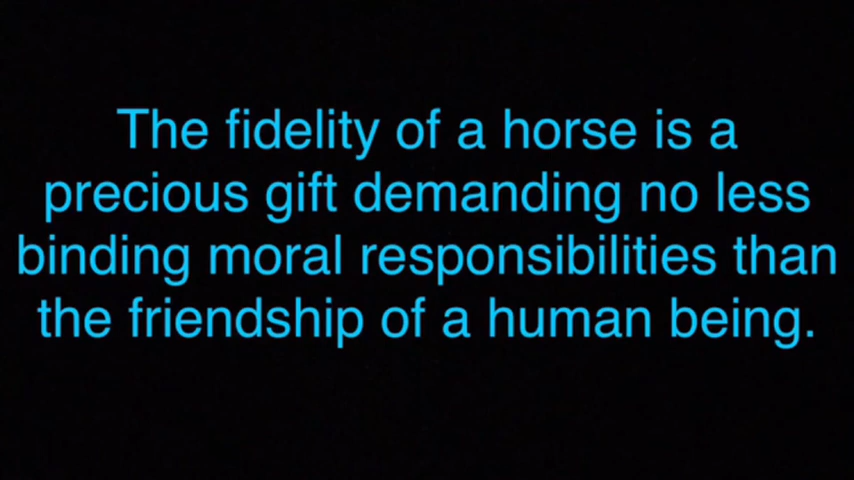 The fidelity of a horse is a
precious gift demanding no less
binding moral responsibilities than
the friendship of a human being.